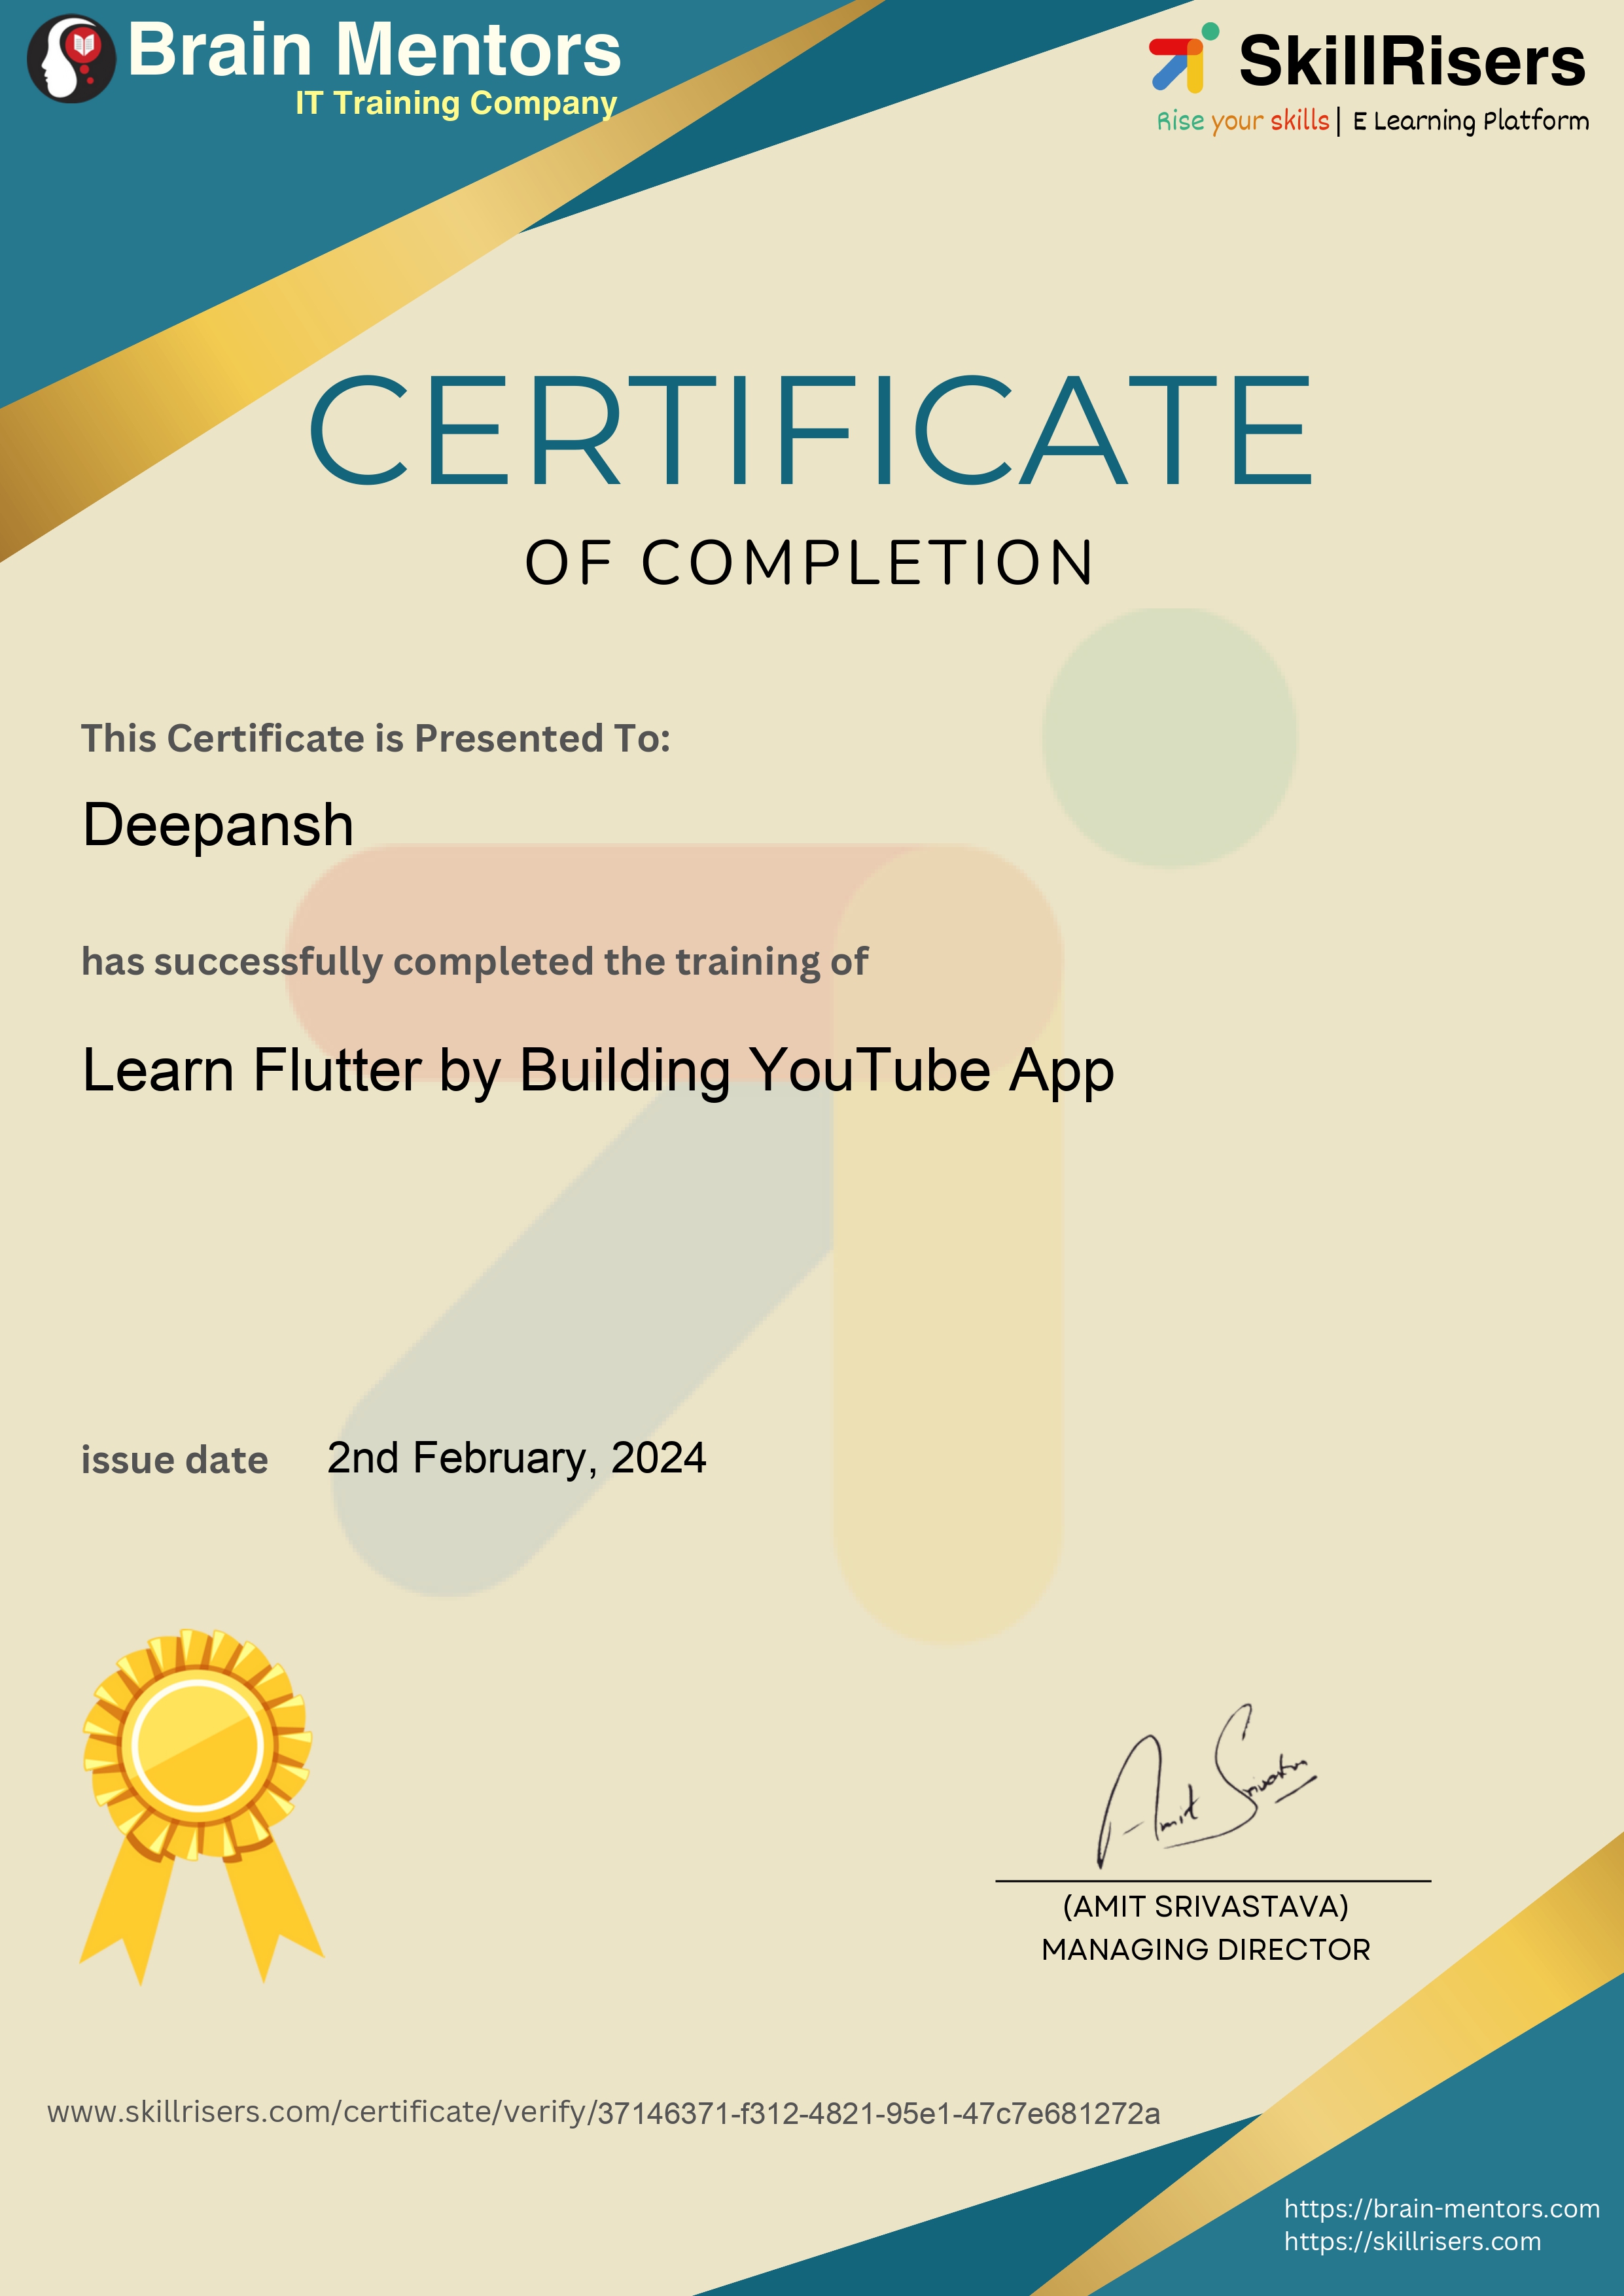 Brain Mentors
IT Training Company
SkillRisers
Rise your skills | E Learning Platform
CERTIFICATE
OF COMPLETION
This Certificate is Presented To:
Deepansh
has successfully completed the training of
Learn Flutter by Building YouTube App
issue date 2nd February, 2024
Amit Srivastva
(AMIT SRIVASTAVA)
MANAGING DIRECTOR
www.skillrisers.com/certificate/verify/37146371-f312-4821-95e1-47c7e681272a
https://brain-mentors.com
https://skillrisers.com